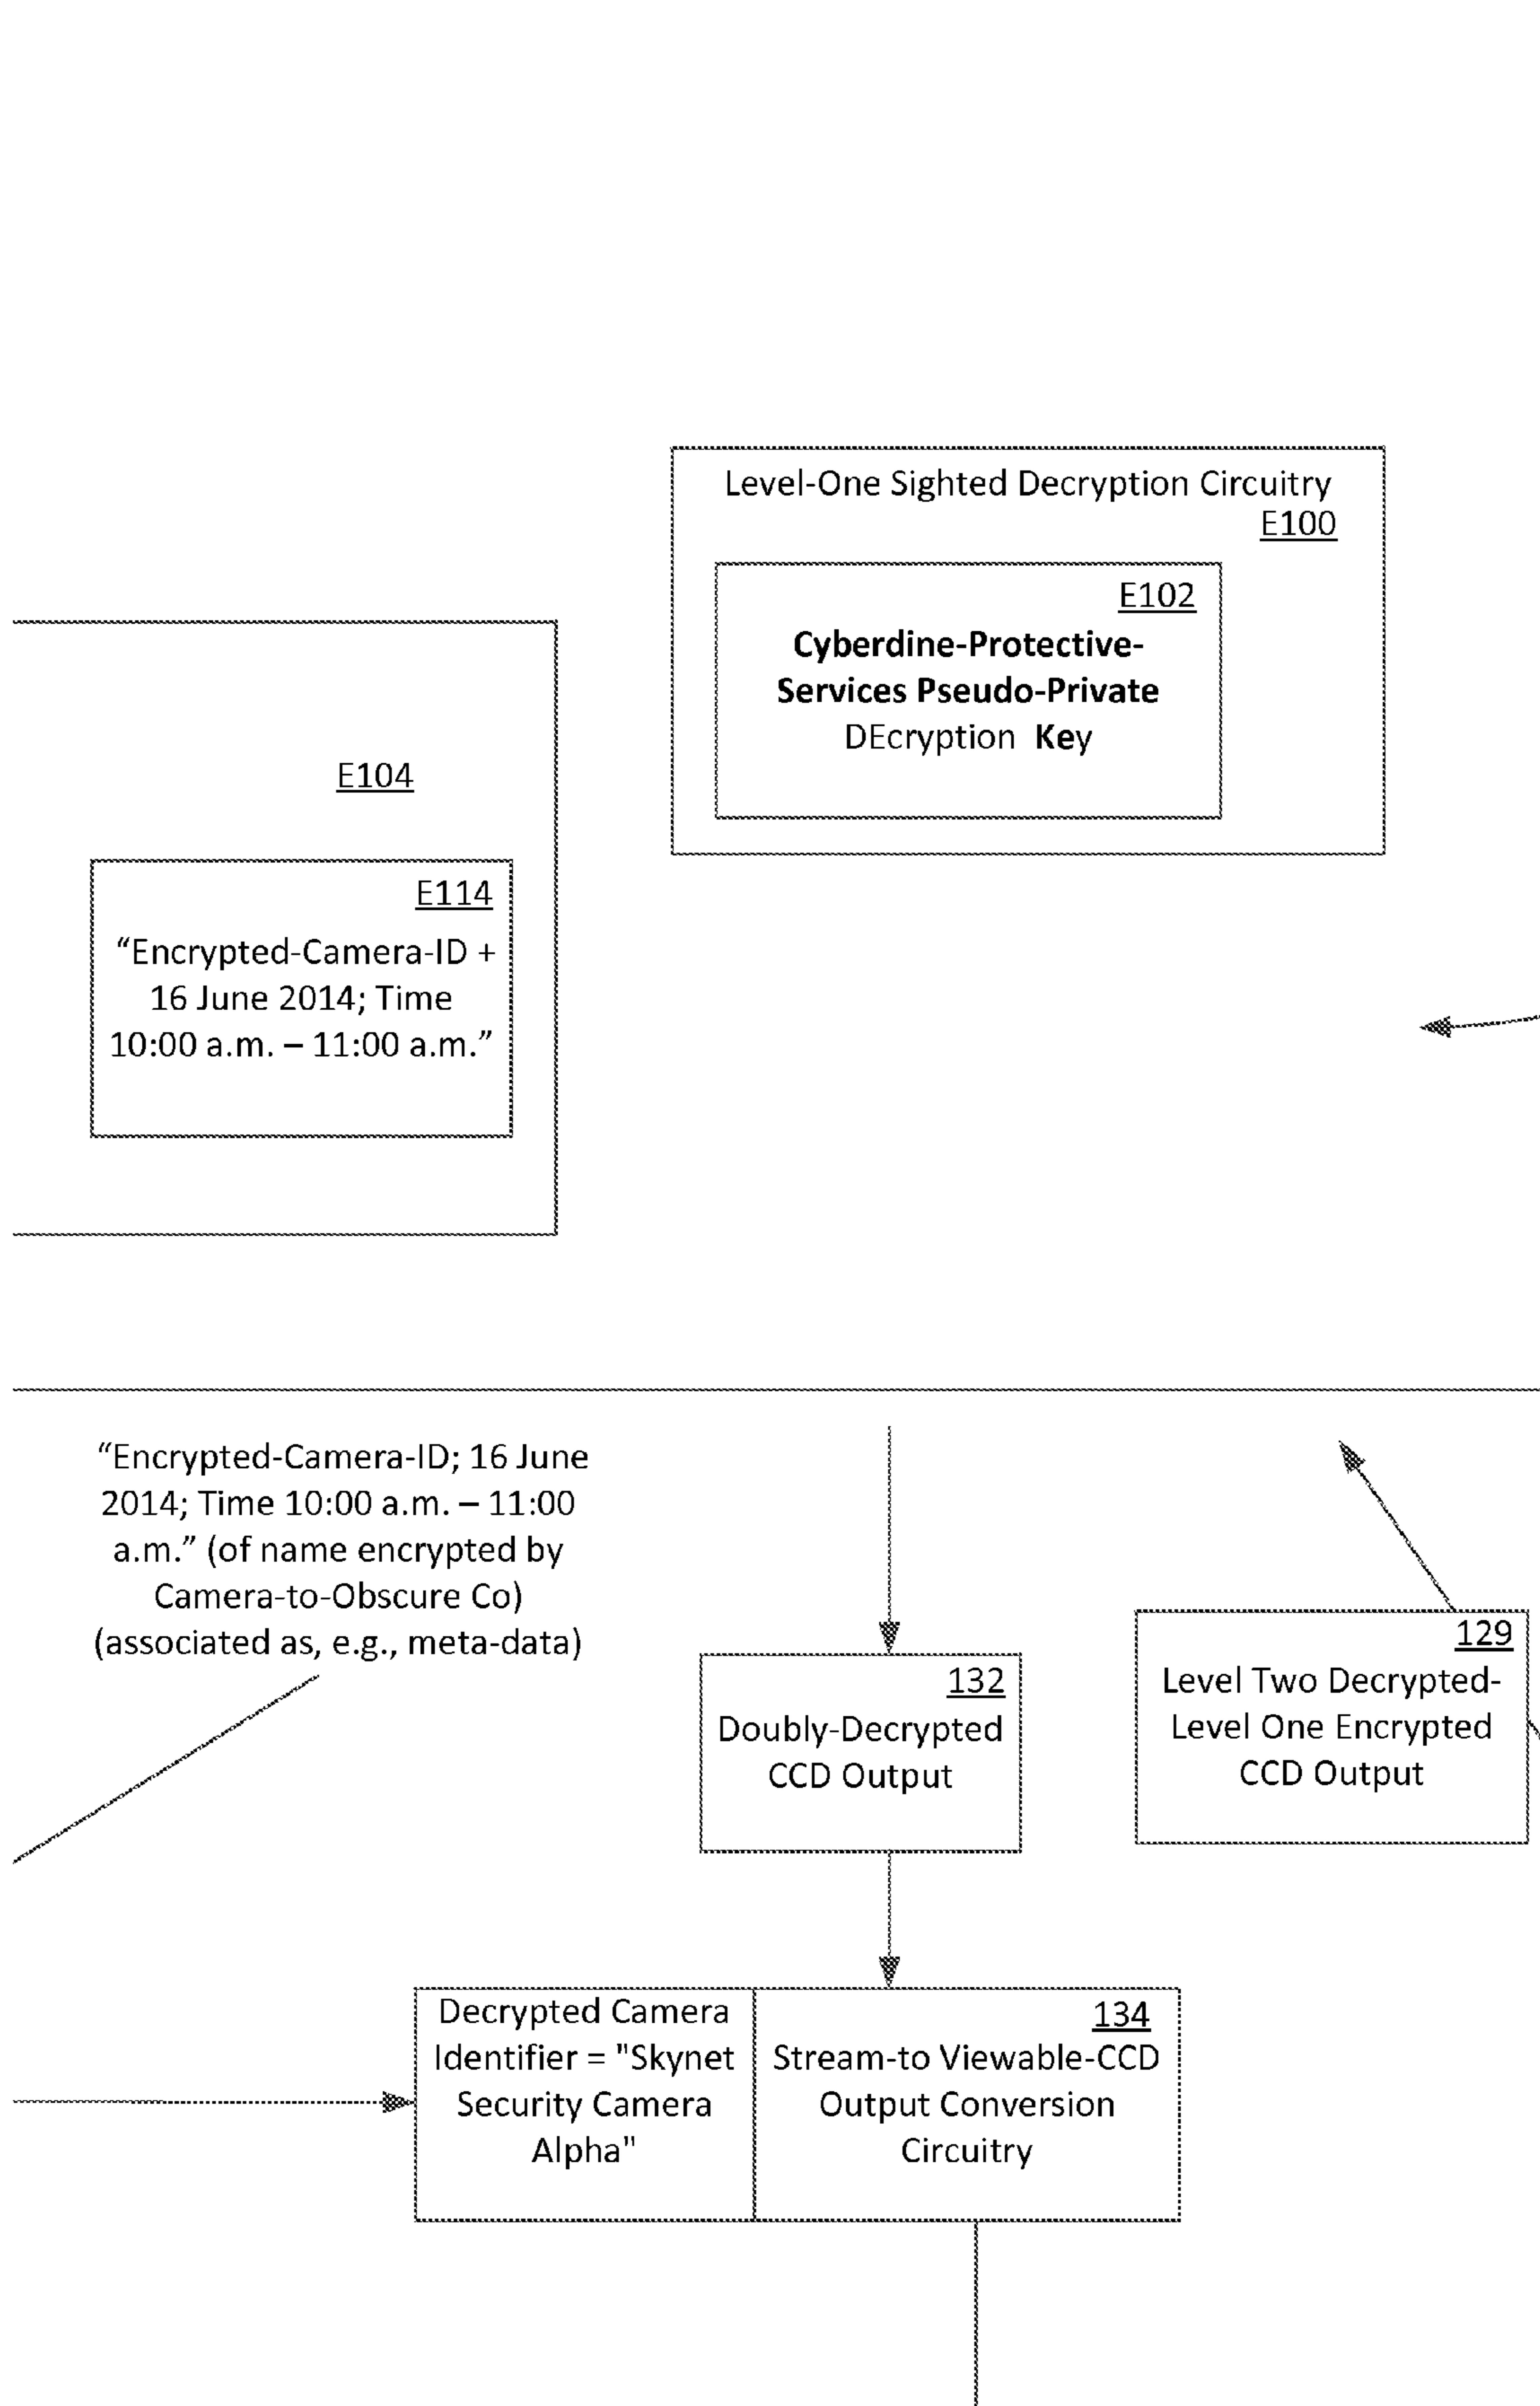 Level-One Sighted Decryption Circuitry
E100
E102
Cyberdine-Protective-
Services Pseudo-Private
DEcryption Key
E104
E114
“Encrypted-Camera-ID +
16 June 2014; Time
10:00 a.m. – 11:00 a.m.”
“Encrypted-Camera-ID; 16 June
2014; Time 10:00 a.m. – 11:00
a.m.” (of name encrypted by
Camera-to-Obscure Co)
(associated as, e.g., meta-data)
132
Doubly-Decrypted
CCD Output
129
Level Two Decrypted-
Level One Encrypted
CCD Output
Decrypted Camera
Identifier = "Skynet
Security Camera
Alpha"
134
Stream-to Viewable-CCD
Output Conversion
Circuitry